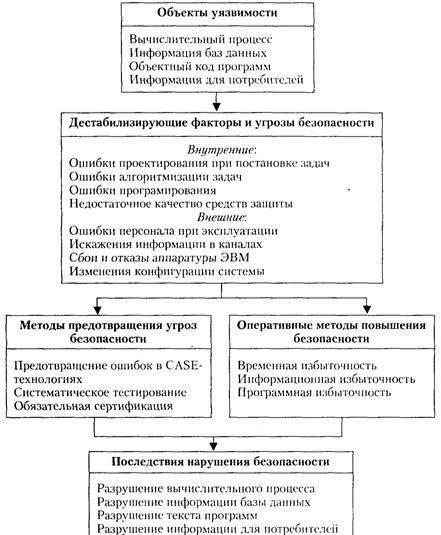 Объекты уязвимости
Вычислительный процесс
Информация баз данных
Объектный код программ
Информация для потребителей
Дестабилизирующие факторы и угрозы безопасности
Внутренние:
Ошибки проектирования при постановке задач
Ошибки алгоритмизации задач
Ошибки програмирования
Недостаточное качество средств защиты
Внешние:
Ошибки персонала при эксплуатации
Искажения информации в каналах
Сбои и отказы аппаратуры ЭВМ
Изменения конфигурации системы
Методы предотвращения угроз
безопасности
Предотвращение ошибок в CASE-
технологиях
Систематическое тестирование
Обязательная сертификация
Оперативные методы повышения
безопасности
Временная избыточность
Информационная избыточность
Программная избыточность
Последствия нарушения безопасности
Разрушение вычислительного процесса
Разрушение информации базы данных
Разрушение текста программ
Разрушение информации для потребителей